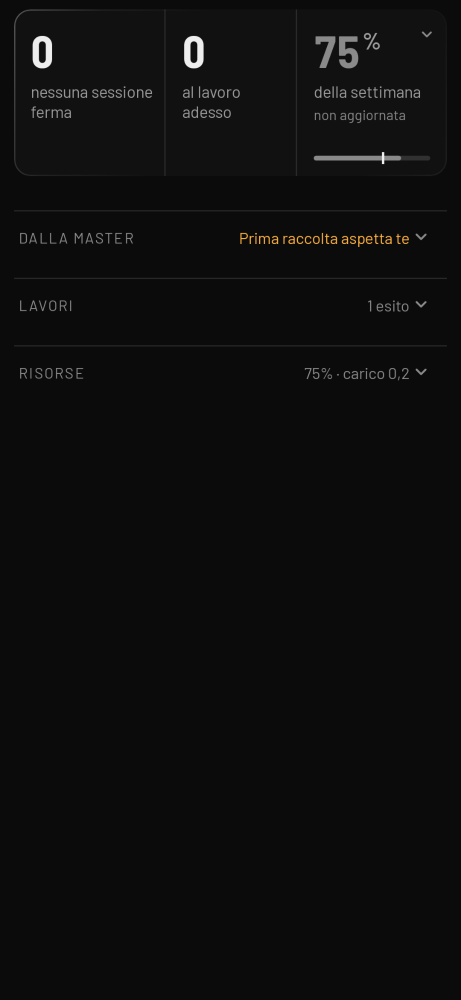 0
nessuna sessione
ferma
0
al lavoro
adesso
75%
della settimana
non aggiornata
DALLA MASTER Prima raccolta aspetta te
LAVORI 1 esito
RISORSE 75% · carico 0,2